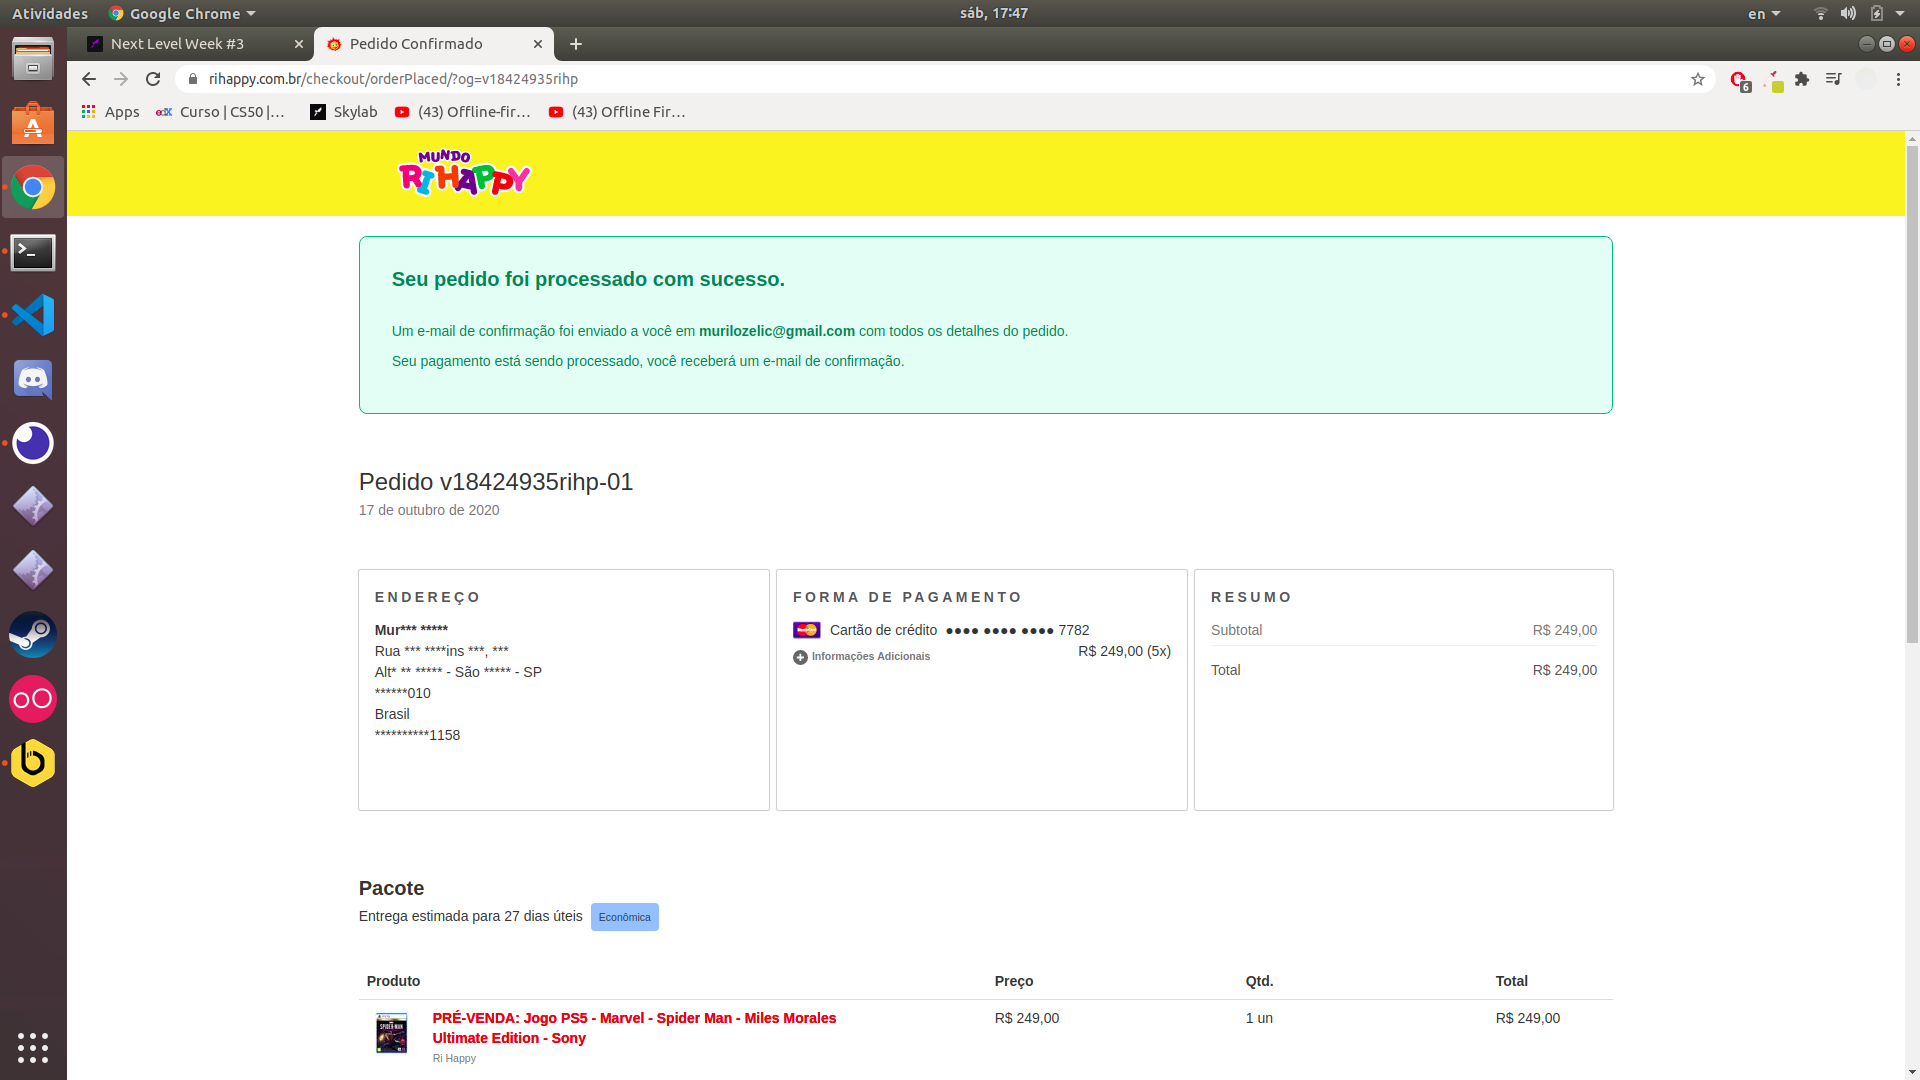 Atividades
Google Chrome
sáb, 17:47
en
Next Level Week #3
Pedido Confirmado
rihappy.com.br/checkout/orderPlaced/?og=v18424935rihp
6
Apps
edX
Curso | CS50 |...
Skylab
(43) Offline-fir...
(43) Offline Fir...
MUNDO
RI HAPPY
Seu pedido foi processado com sucesso.
Um e-mail de confirmação foi enviado a você em murilozelic@gmail.com com todos os detalhes do pedido.
Seu pagamento está sendo processado, você receberá um e-mail de confirmação.
Pedido v18424935rihp-01
17 de outubro de 2020
ENDEREÇO
Mur*** *****
Rua *** ****ins ***, ***
Alt* ** ***** - São ***** - SP
******010
Brasil
**********1158
FORMA DE PAGAMENTO
Cartão de crédito ●●●● ●●●● ●●●● 7782
R$ 249,00 (5x)
Informações Adicionais
RESUMO
Subtotal R$ 249,00
Total R$ 249,00
Pacote
Entrega estimada para 27 dias úteis Econômica
Produto Preço Qtd. Total
PRÉ-VENDA: Jogo PS5 - Marvel - Spider Man - Miles Morales
Ultimate Edition - Sony
R$ 249,00 1 un R$ 249,00
Ri Happy